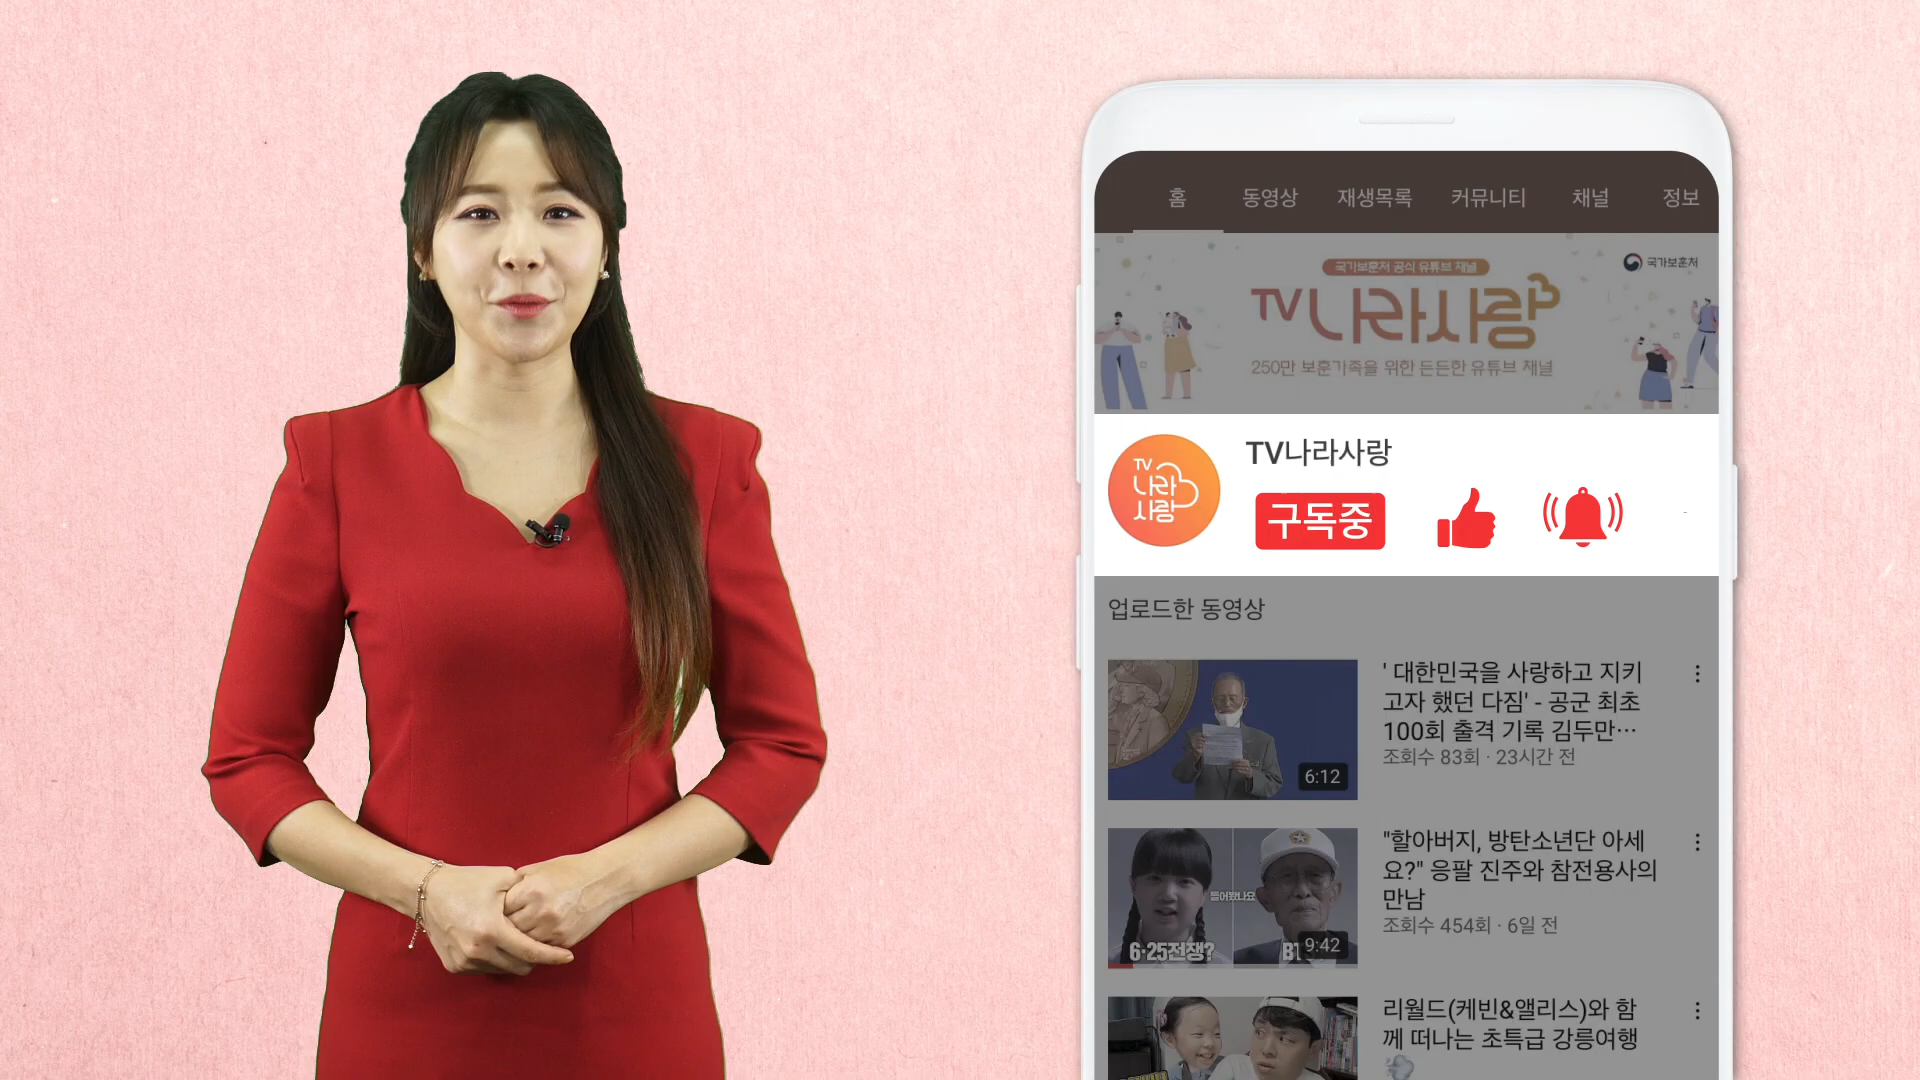 홈 동영상 재생목록 커뮤니티 채널 정보
국가보훈처 공식 유튜브 채널
국가보훈처
TV나라사랑
250만 보훈가족을 위한 든든한 유튜브 채널
TV나라사랑
TV
나라
사랑
구독중
업로드한 동영상
' 대한민국을 사랑하고 지키
고자 했던 다짐' - 공군 최초
100회 출격 기록 김두만…
조회수 83회 · 23시간 전
6:12
"할아버지, 방탄소년단 아세
요?" 응팔 진주와 참전용사의
만남
조회수 454회 · 6일 전
들어봤나요
6·25전쟁?
9:42
리월드(케빈&앨리스)와 함
께 떠나는 초특급 강릉여행